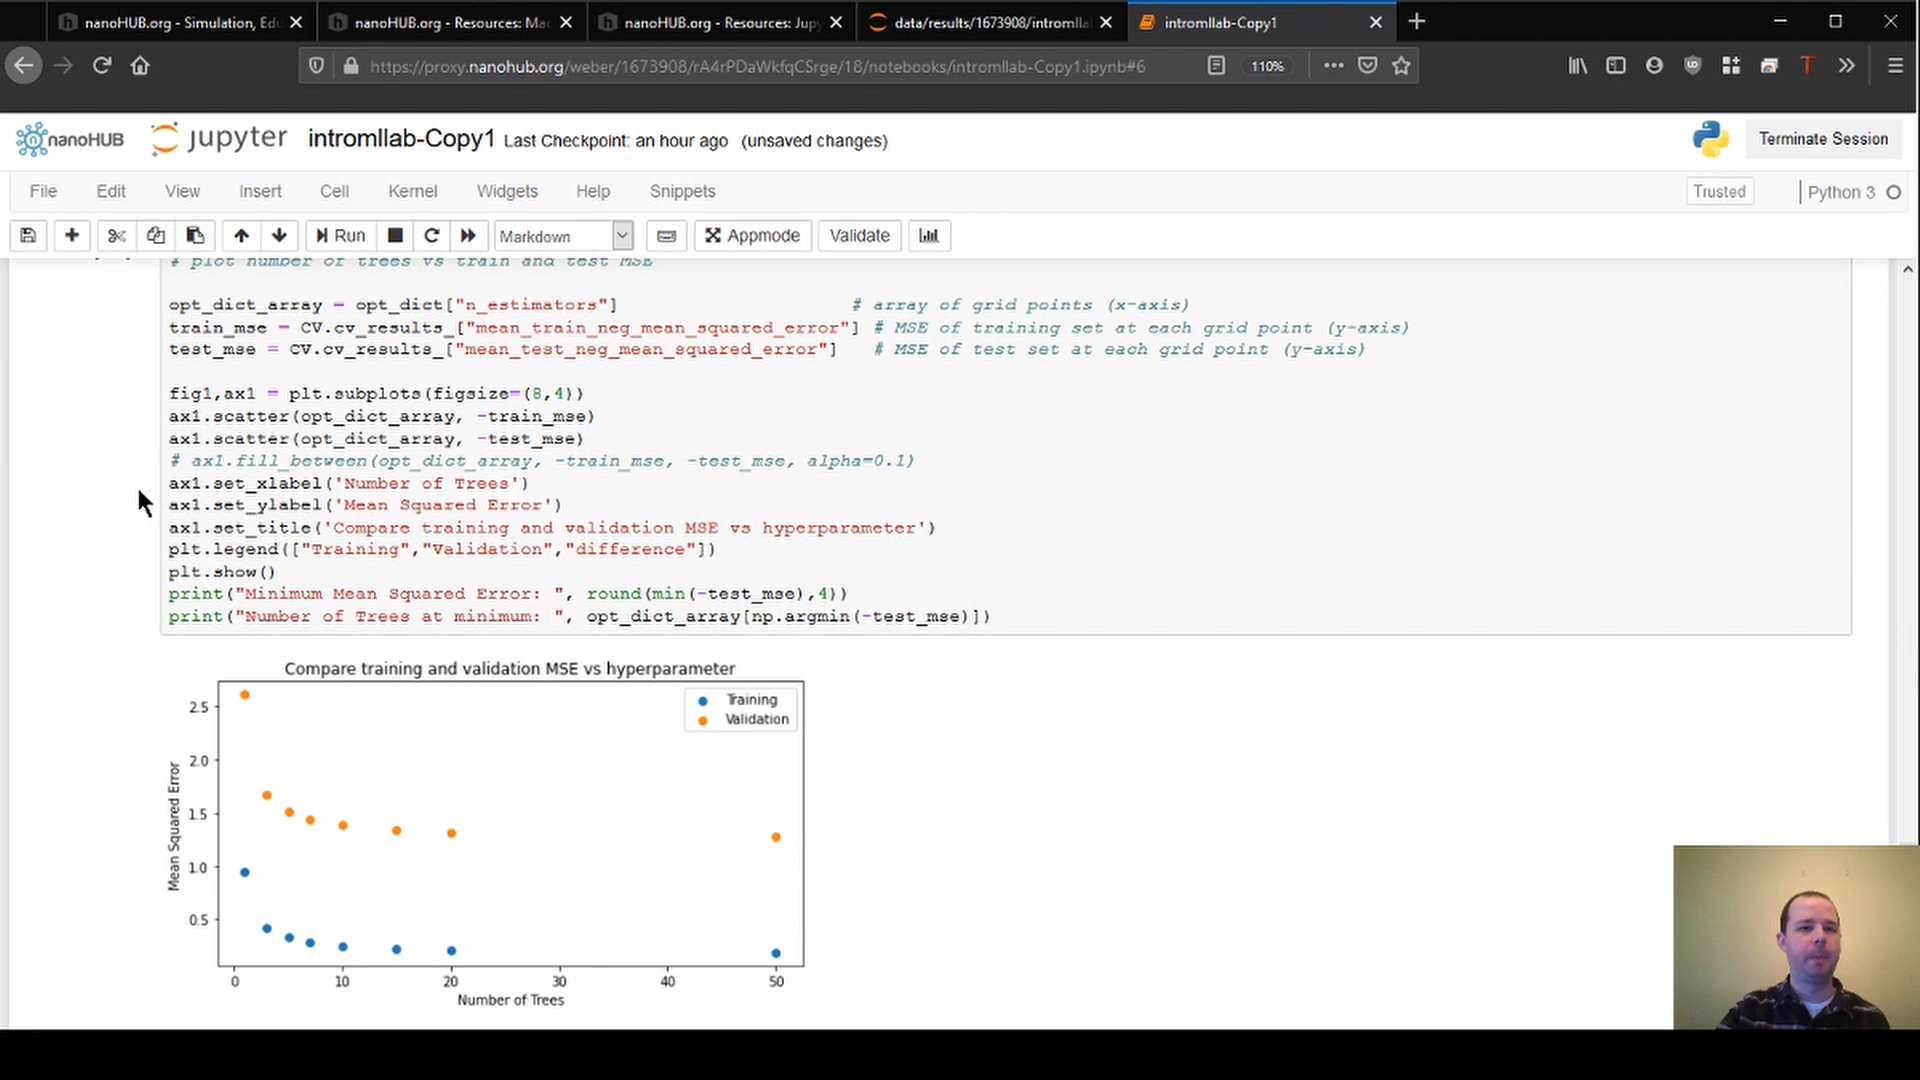 nanoHUB.org - Simulation, Edu
nanoHUB.org - Resources: Mac
nanoHUB.org - Resources: Jupy
data/results/1673908/intromlla
intromllab-Copy1
https://proxy.nanohub.org/weber/1673908/rA4rPDaWkfqCSrge/18/notebooks/intromllab-Copy1.ipynb#6
110%
nanoHUB
jupyter
intromllab-Copy1 Last Checkpoint: an hour ago (unsaved changes)
Terminate Session
File Edit View Insert Cell Kernel Widgets Help Snippets
Trusted
Python 3
Run
Markdown
Appmode
Validate
# plot number of trees vs train and test MSE
opt_dict_array = opt_dict["n_estimators"] # array of grid points (x-axis)
train_mse = CV.cv_results_["mean_train_neg_mean_squared_error"] # MSE of training set at each grid point (y-axis)
test_mse = CV.cv_results_["mean_test_neg_mean_squared_error"] # MSE of test set at each grid point (y-axis)
fig1,ax1 = plt.subplots(figsize=(8,4))
ax1.scatter(opt_dict_array, -train_mse)
ax1.scatter(opt_dict_array, -test_mse)
# ax1.fill_between(opt_dict_array, -train_mse, -test_mse, alpha=0.1)
ax1.set_xlabel('Number of Trees')
ax1.set_ylabel('Mean Squared Error')
ax1.set_title('Compare training and validation MSE vs hyperparameter')
plt.legend(["Training","Validation","difference"])
plt.show()
print("Minimum Mean Squared Error: ", round(min(-test_mse),4))
print("Number of Trees at minimum: ", opt_dict_array[np.argmin(-test_mse)])
Compare training and validation MSE vs hyperparameter
Training
Validation
Mean Squared Error
2.5
2.0
1.5
1.0
0.5
0 10 20 30 40 50
Number of Trees